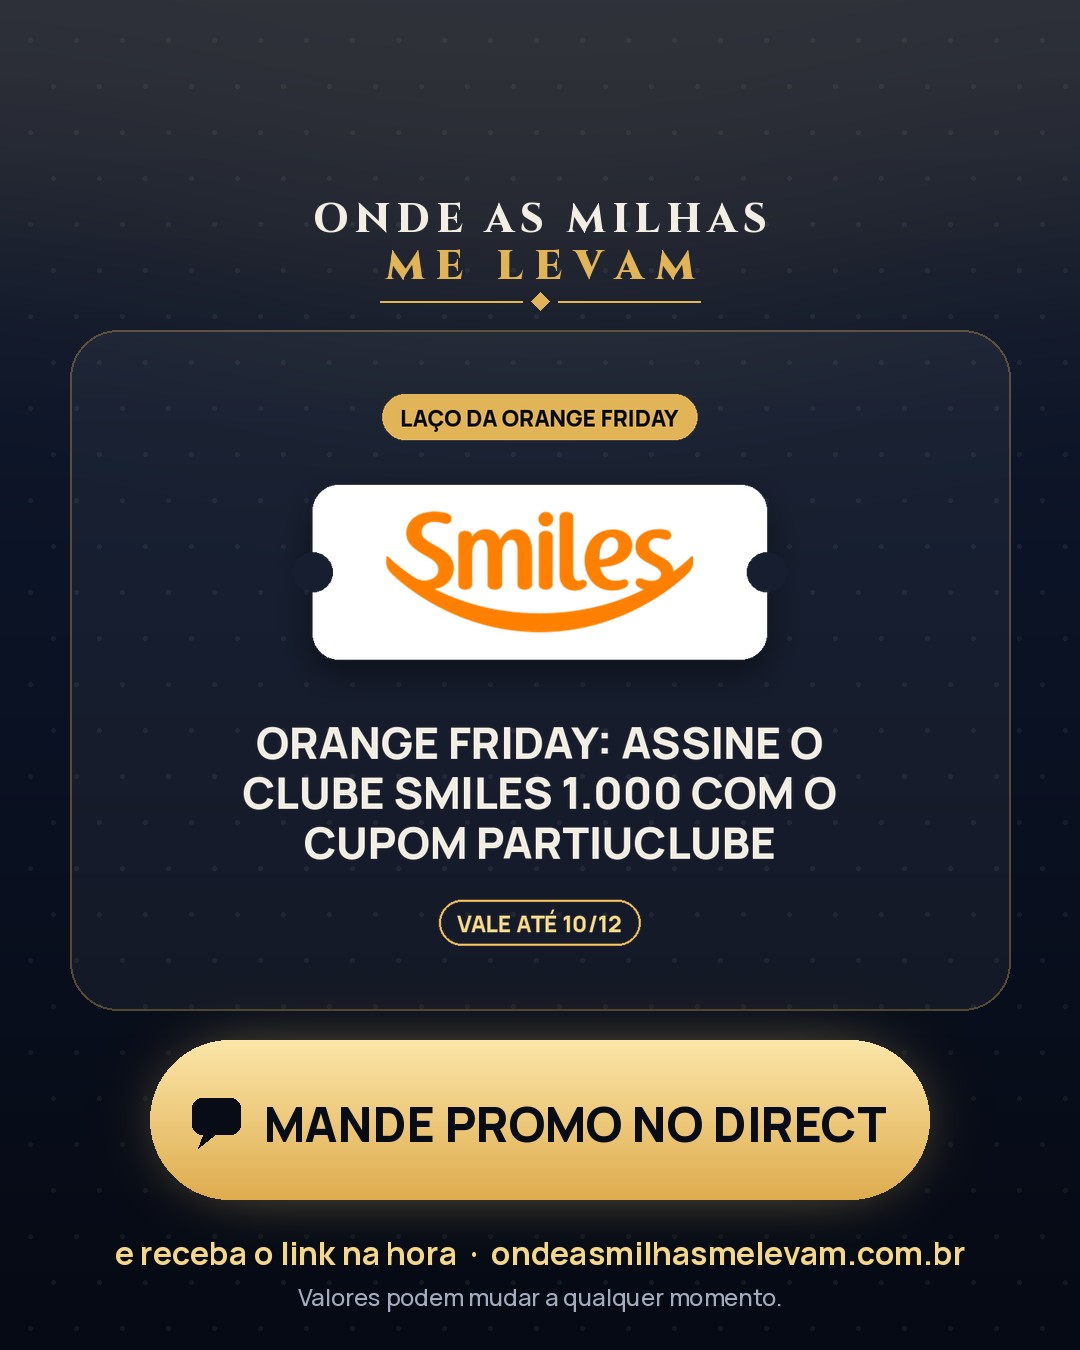 ONDE AS MILHAS
ME LEVAM
LAÇO DA ORANGE FRIDAY
Smiles
ORANGE FRIDAY: ASSINE O
CLUBE SMILES 1.000 COM O
CUPOM PARTIUCLUBE
VALE ATÉ 10/12
MANDE PROMO NO DIRECT
e receba o link na hora · ondeasmilhasmelevam.com.br
Valores podem mudar a qualquer momento.